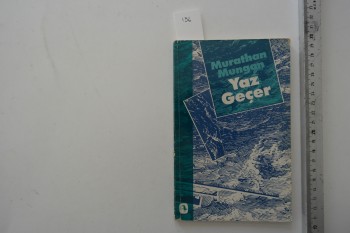 Murathan
Mungan
Yaz
Geçer